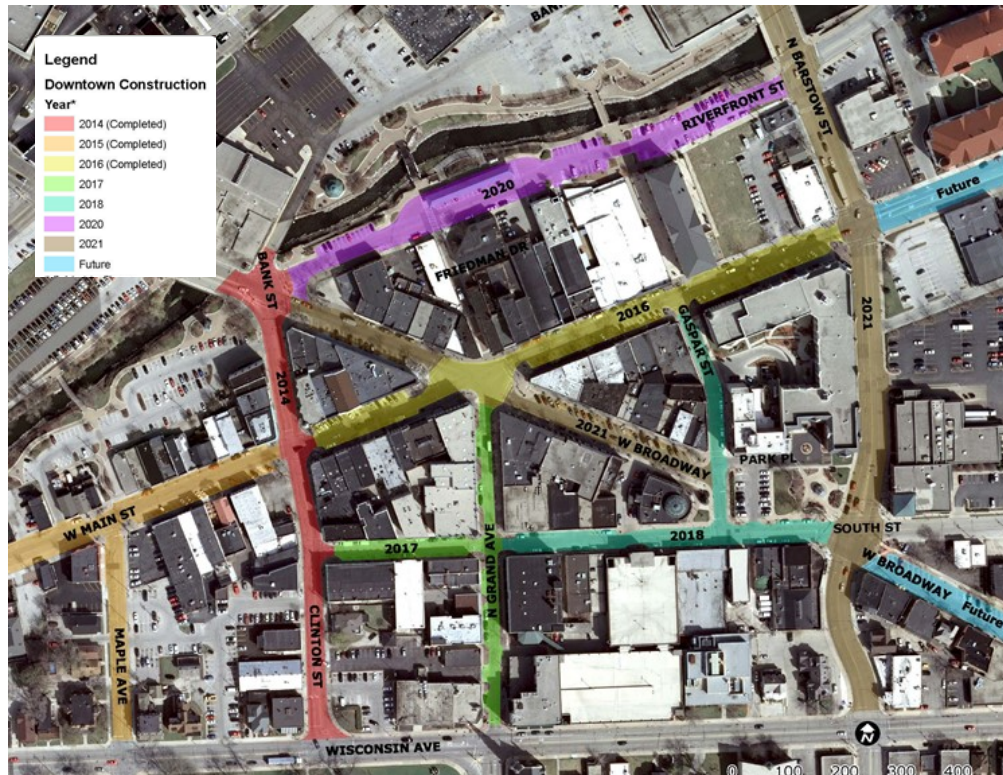 Legend
Downtown Construction
Year*
2014 (Completed)
2015 (Completed)
2016 (Completed)
2017
2018
2020
2021
Future
BANK
N BARSTOW ST
RIVERFRONT ST
2020
Future
BANK ST
FRIEDMAN DR
2016
GASPAR ST
2021
2014
2021 W BROADWAY
PARK PL
W MAIN ST
2017
N GRAND AVE
2018
SOUTH ST
W BROADWAY
Future
MAPLE AVE
CLINTON ST
WISCONSIN AVE
N
0 100 200 300 400